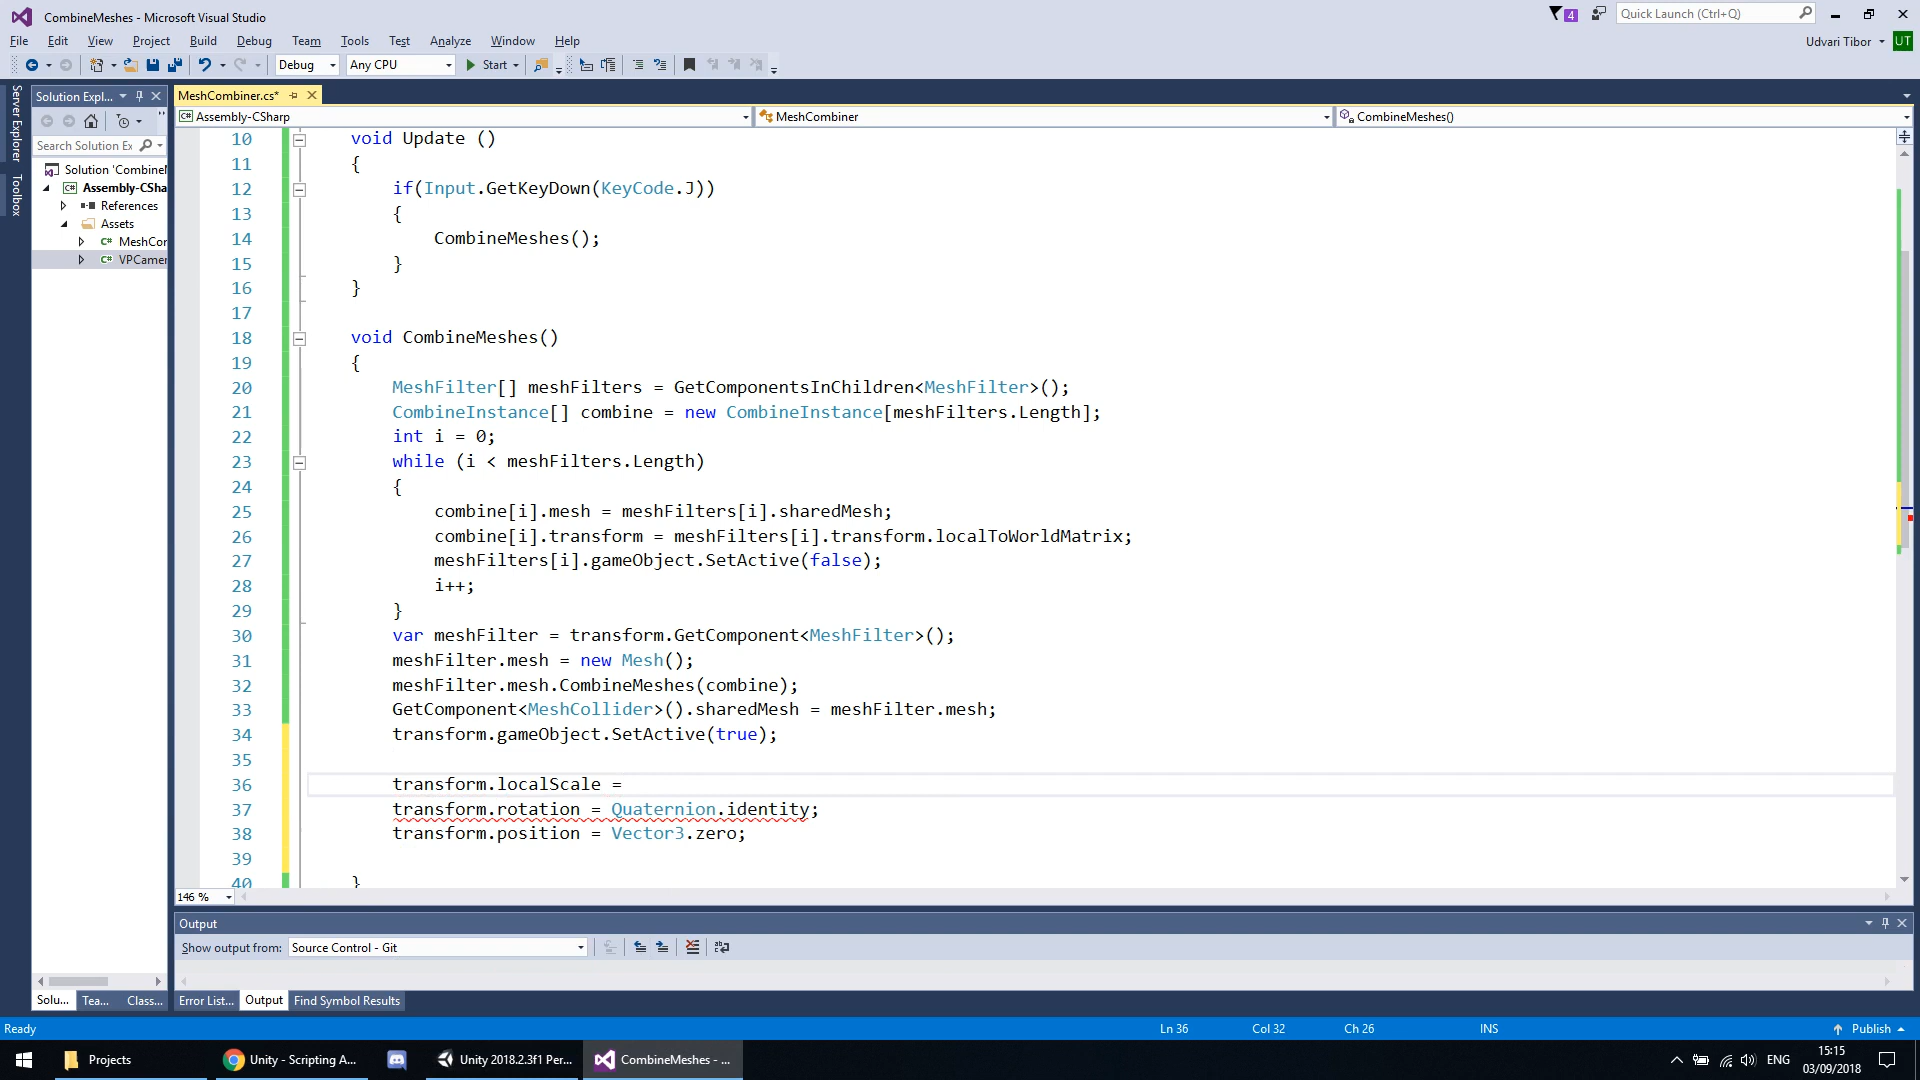 CombineMeshes - Microsoft Visual Studio
4
Quick Launch (Ctrl+Q)
File Edit View Project Build Debug Team Tools Test Analyze Window Help
Udvari Tibor UT
Debug Any CPU Start
Server Explorer
Toolbox
Solution Expl...
Search Solution Ex
Solution 'Combinel
Assembly-CSha
References
Assets
MeshCor
VPCamer
MeshCombiner.cs*
Assembly-CSharp MeshCombiner CombineMeshes()
10 void Update ()
11 {
12 if(Input.GetKeyDown(KeyCode.J))
13 {
14 CombineMeshes();
15 }
16 }
17
18 void CombineMeshes()
19 {
20 MeshFilter[] meshFilters = GetComponentsInChildren<MeshFilter>();
21 CombineInstance[] combine = new CombineInstance[meshFilters.Length];
22 int i = 0;
23 while (i < meshFilters.Length)
24 {
25 combine[i].mesh = meshFilters[i].sharedMesh;
26 combine[i].transform = meshFilters[i].transform.localToWorldMatrix;
27 meshFilters[i].gameObject.SetActive(false);
28 i++;
29 }
30 var meshFilter = transform.GetComponent<MeshFilter>();
31 meshFilter.mesh = new Mesh();
32 meshFilter.mesh.CombineMeshes(combine);
33 GetComponent<MeshCollider>().sharedMesh = meshFilter.mesh;
34 transform.gameObject.SetActive(true);
35
36 transform.localScale =
37 transform.rotation = Quaternion.identity;
38 transform.position = Vector3.zero;
39
40 }
146 %
Output
Show output from: Source Control - Git
Solu... Tea... Class...
Error List... Output Find Symbol Results
Ready Ln 36 Col 32 Ch 26 INS Publish
Projects Unity - Scripting A... Unity 2018.2.3f1 Per... CombineMeshes - ...
ENG
15:15
03/09/2018